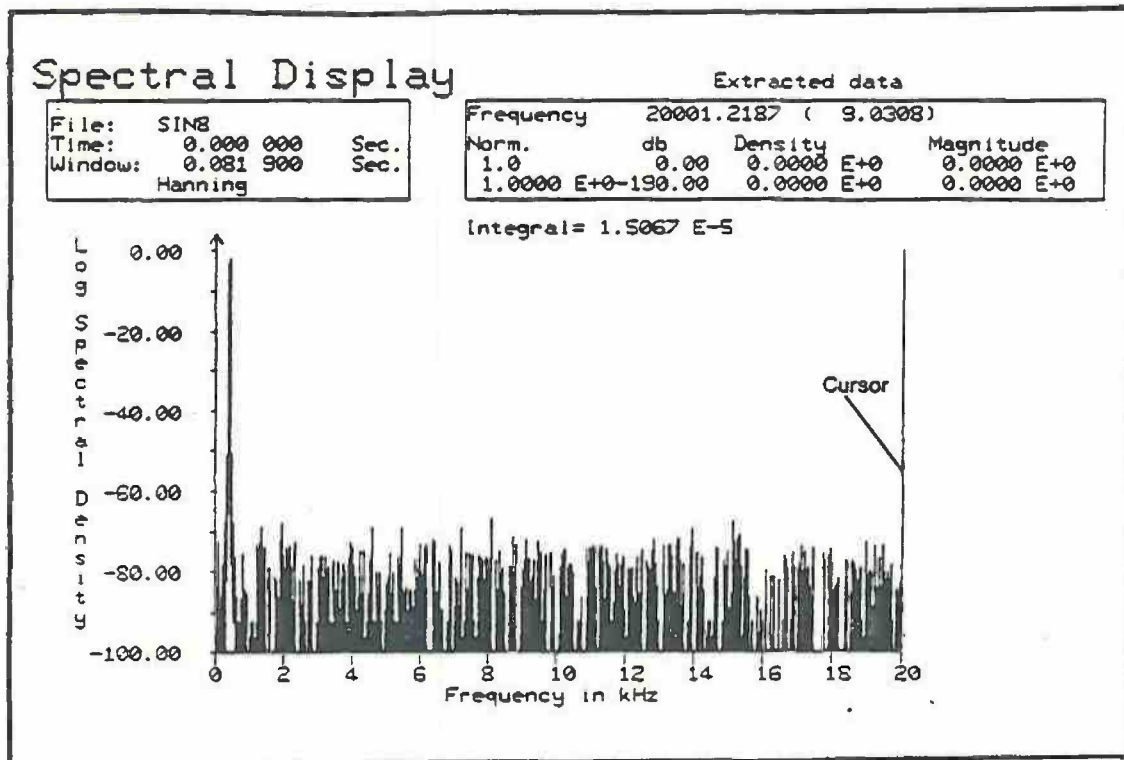 Spectral Display
File: SIN8
Time: 0.000 000 Sec.
Window: 0.081 900 Sec.
Hanning
Extracted data
Frequency 20001.2187 ( 9.0308)
Norm. db Density Magnitude
1.0 0.00 0.0000 E+0 0.0000 E+0
1.0000 E+0-190.00 0.0000 E+0 0.0000 E+0
Integral= 1.5067 E-5
Log Spectral Density
0.00
-20.00
-40.00
-60.00
-80.00
-100.00
Cursor
0 2 4 6 8 10 12 14 16 18 20
Frequency in kHz